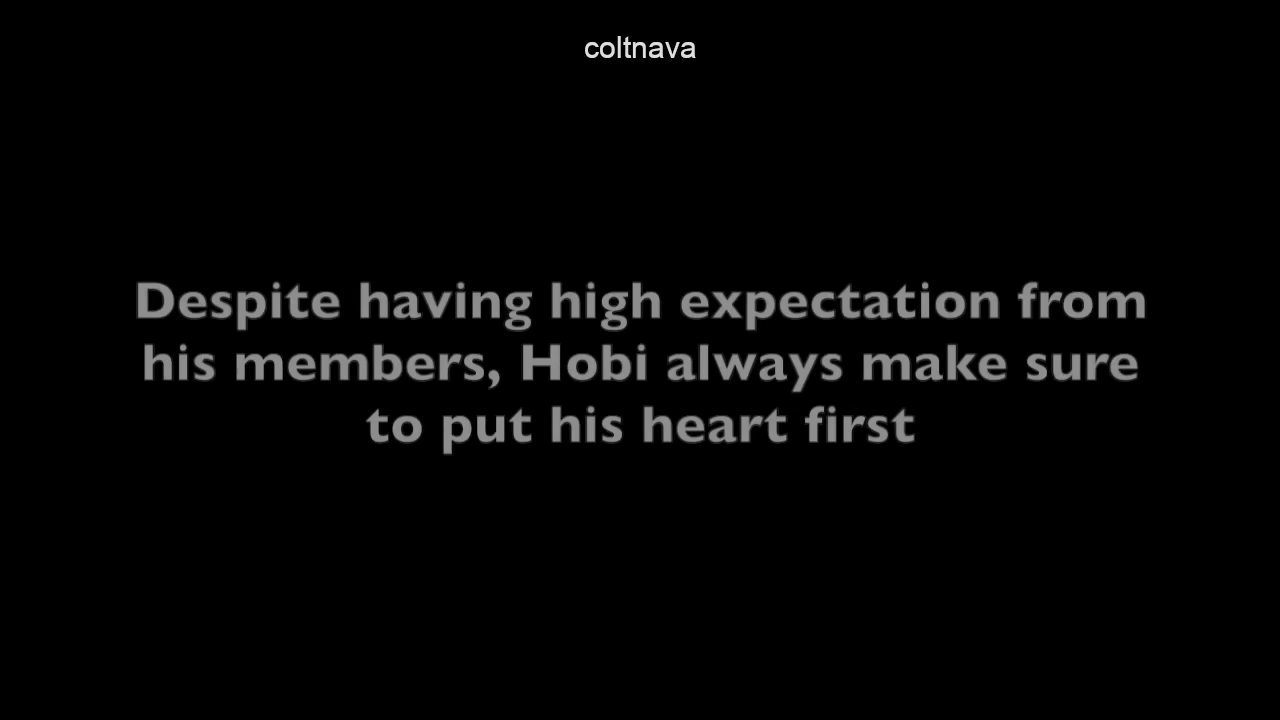 coltnava
Despite having high expectation from
his members, Hobi always make sure
to put his heart first